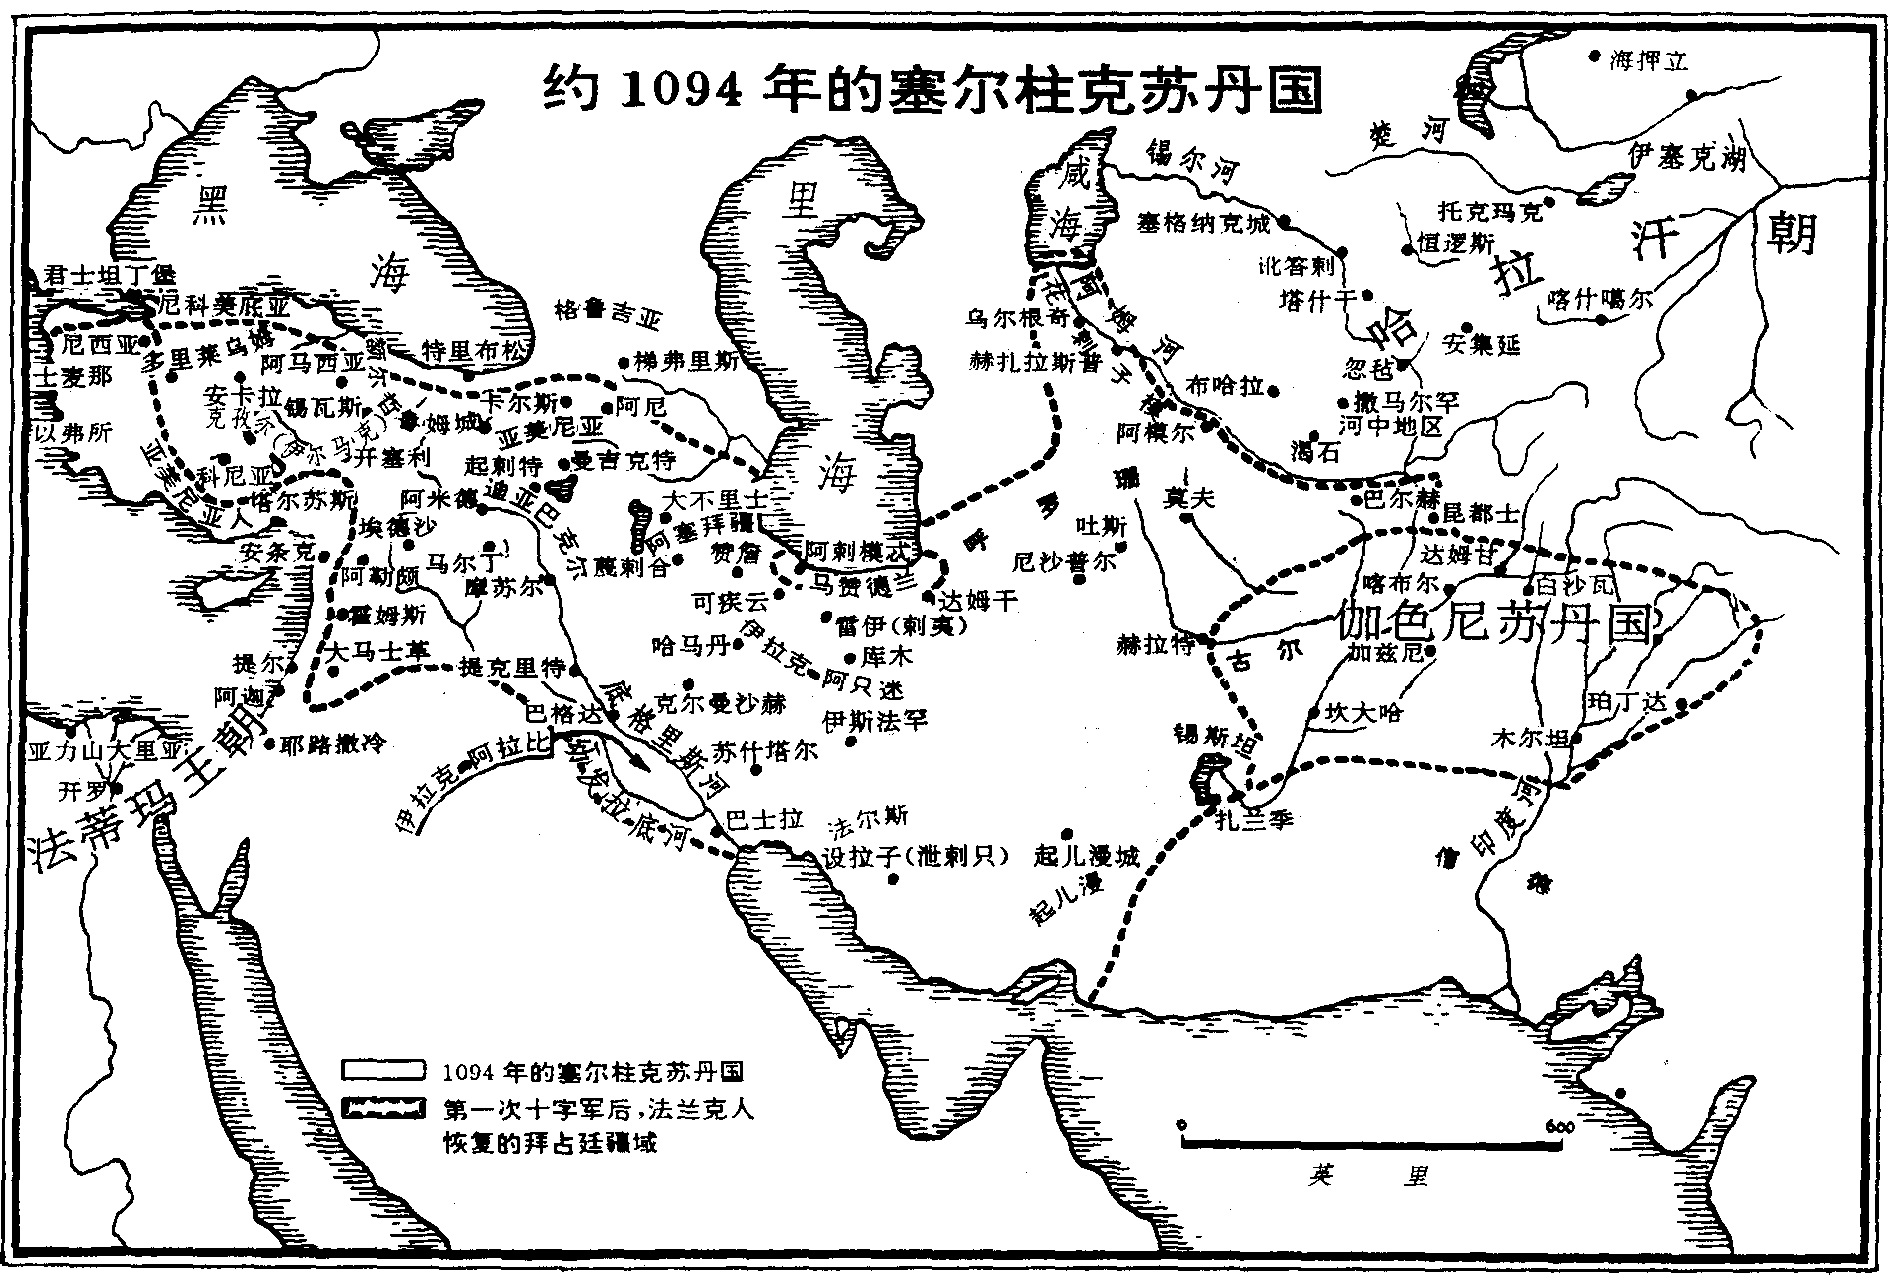 约 1094 年的塞尔柱克苏丹国
海押立
楚河
伊塞克湖
锡尔河
咸海
里海
黑海
塞格纳克城
托克玛克
恒逻斯
哈拉汗朝
讹答剌
塔什干
喀什噶尔
安集延
忽毡
君士坦丁堡
尼科美底亚
格鲁吉亚
乌尔根奇
花剌子模
阿姆河
尼西亚
多里莱乌姆
阿马西亚
特里布松
梯弗里斯
赫扎拉斯普
士麦那
安卡拉
锡瓦斯
姆城
卡尔斯
阿尼
布哈拉
撒马尔罕
河中地区
以弗所
亚美尼亚
阿模尔
渴石
开塞利
起剌特
曼吉克特
科尼亚
亚美尼亚人
塔尔苏斯
阿米德
迪亚巴克尔
大不里士
莫夫
巴尔赫
昆都士
埃德沙
阿塞拜疆
呼罗珊
吐斯
安条克
阿勒颇
马尔丁
摩苏尔
蔑剌合
赞詹
阿剌模忒
马赞德兰
尼沙普尔
达姆甘
喀布尔
白沙瓦
霍姆斯
可疾云
达姆干
伽色尼苏丹国
雷伊(剌夷)
哈马丹
伊拉克阿只迷
库木
赫拉特
古尔
加兹尼
大马士革
提尔
提克里特
阿迦
克尔曼沙赫
伊斯法罕
坎大哈
珀丁达
巴格达
底格里斯河
耶路撒冷
亚力山大里亚
开罗
法蒂玛王朝
伊拉克阿拉比
苏什塔尔
锡斯坦
木尔坦
扎兰季
巴士拉
法尔斯
设拉子(泄剌只)
起儿漫城
起儿漫
印度河
信德
1094 年的塞尔柱克苏丹国
第一次十字军后,法兰克人
恢复的拜占廷疆域
0 600
英里